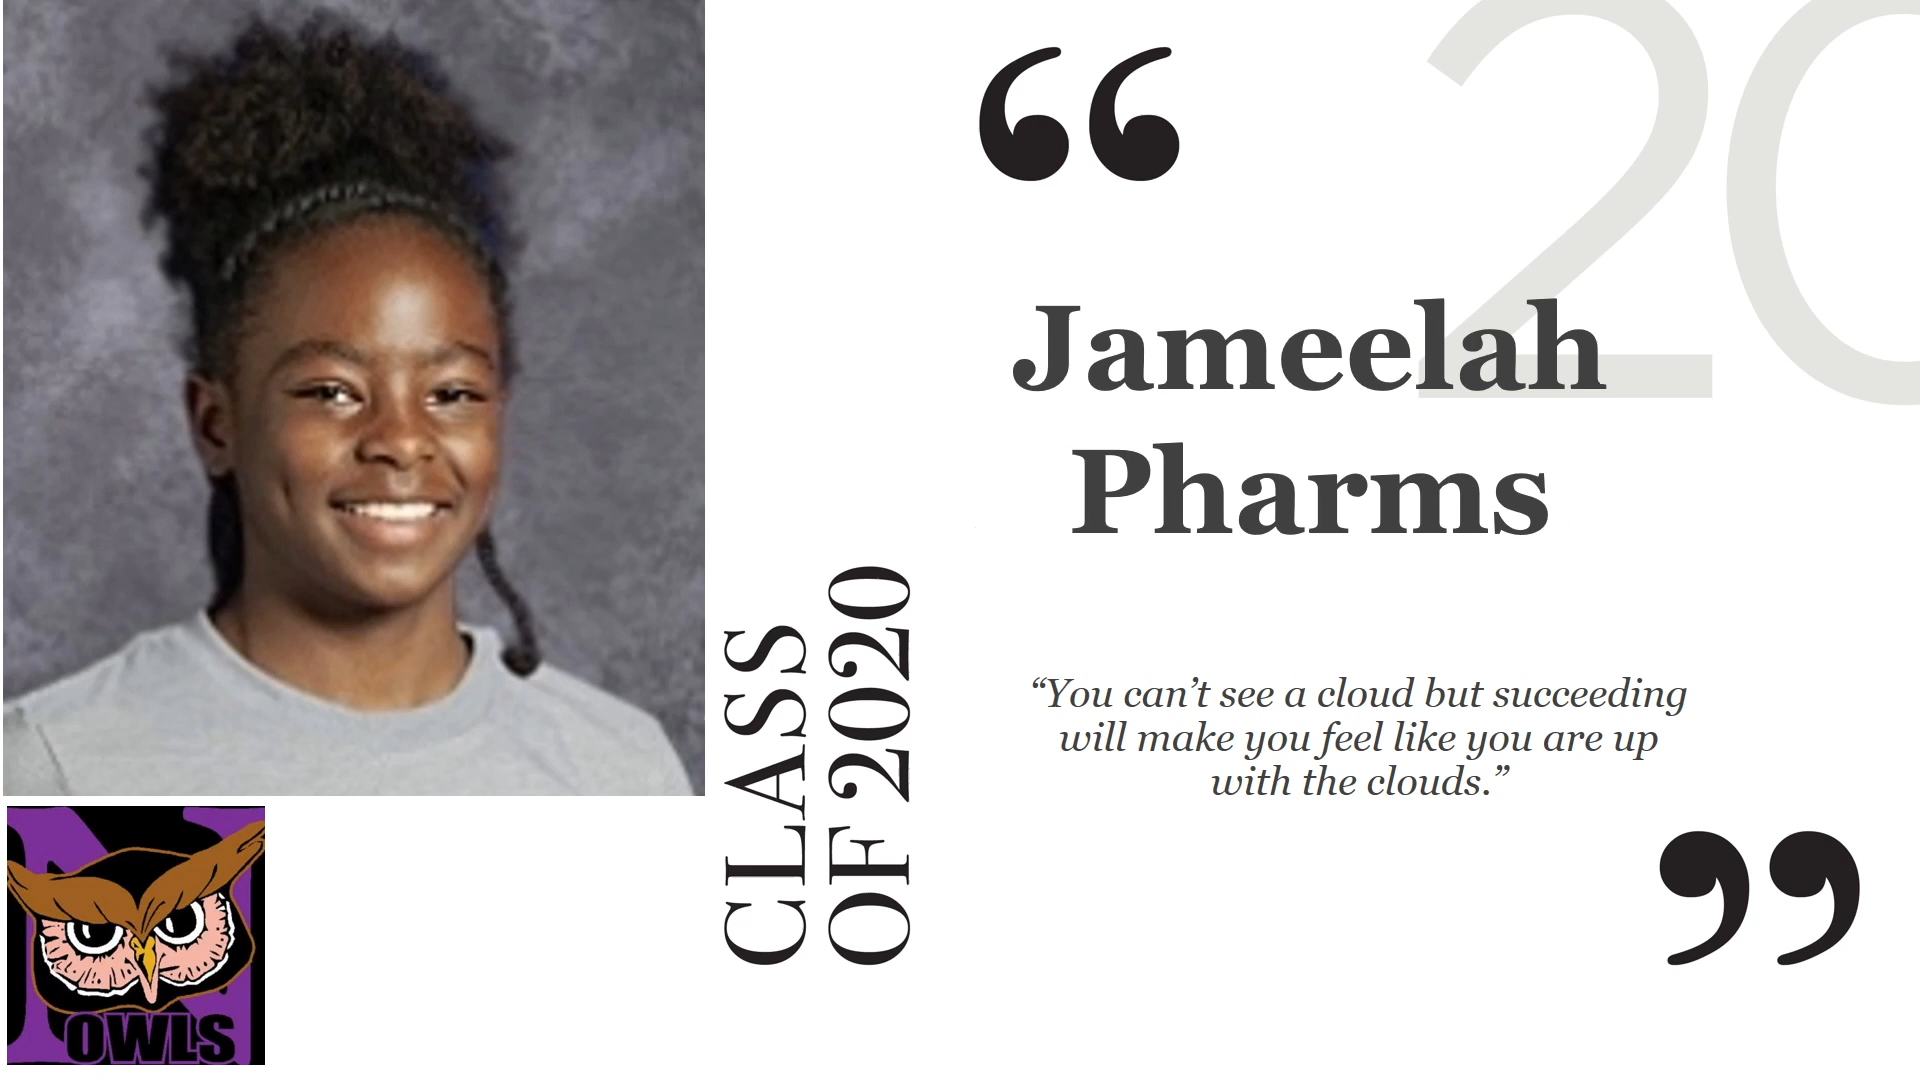 20
Jameelah
Pharms
CLASS
OF 2020
“You can’t see a cloud but succeeding
will make you feel like you are up
with the clouds.”
OWLS